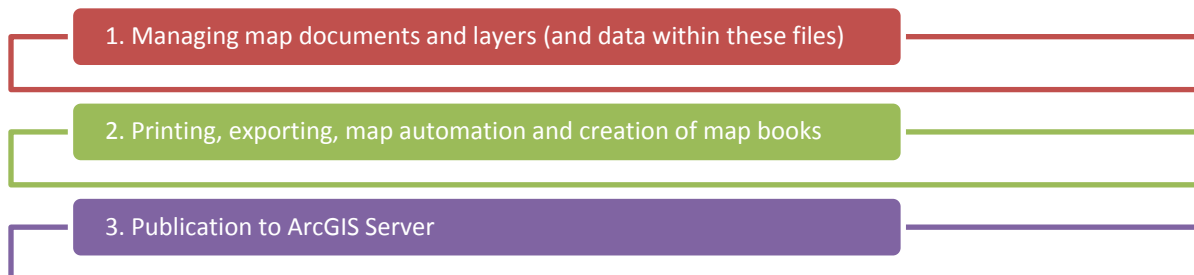 1. Managing map documents and layers (and data within these files)
2. Printing, exporting, map automation and creation of map books
3. Publication to ArcGIS Server